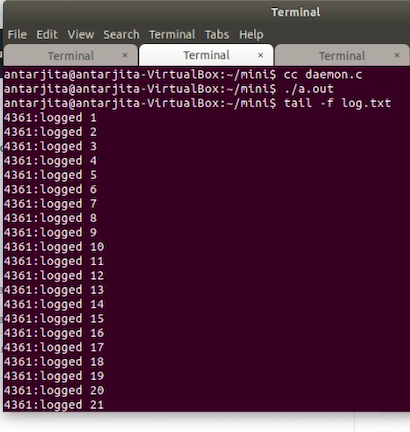 Terminal
File Edit View Search Terminal Tabs Help
Terminal × Terminal × Terminal ×
antarjita@antarjita-VirtualBox:~/mini$ cc daemon.c
antarjita@antarjita-VirtualBox:~/mini$ ./a.out
antarjita@antarjita-VirtualBox:~/mini$ tail -f log.txt
4361:logged 1
4361:logged 2
4361:logged 3
4361:logged 4
4361:logged 5
4361:logged 6
4361:logged 7
4361:logged 8
4361:logged 9
4361:logged 10
4361:logged 11
4361:logged 12
4361:logged 13
4361:logged 14
4361:logged 15
4361:logged 16
4361:logged 17
4361:logged 18
4361:logged 19
4361:logged 20
4361:logged 21